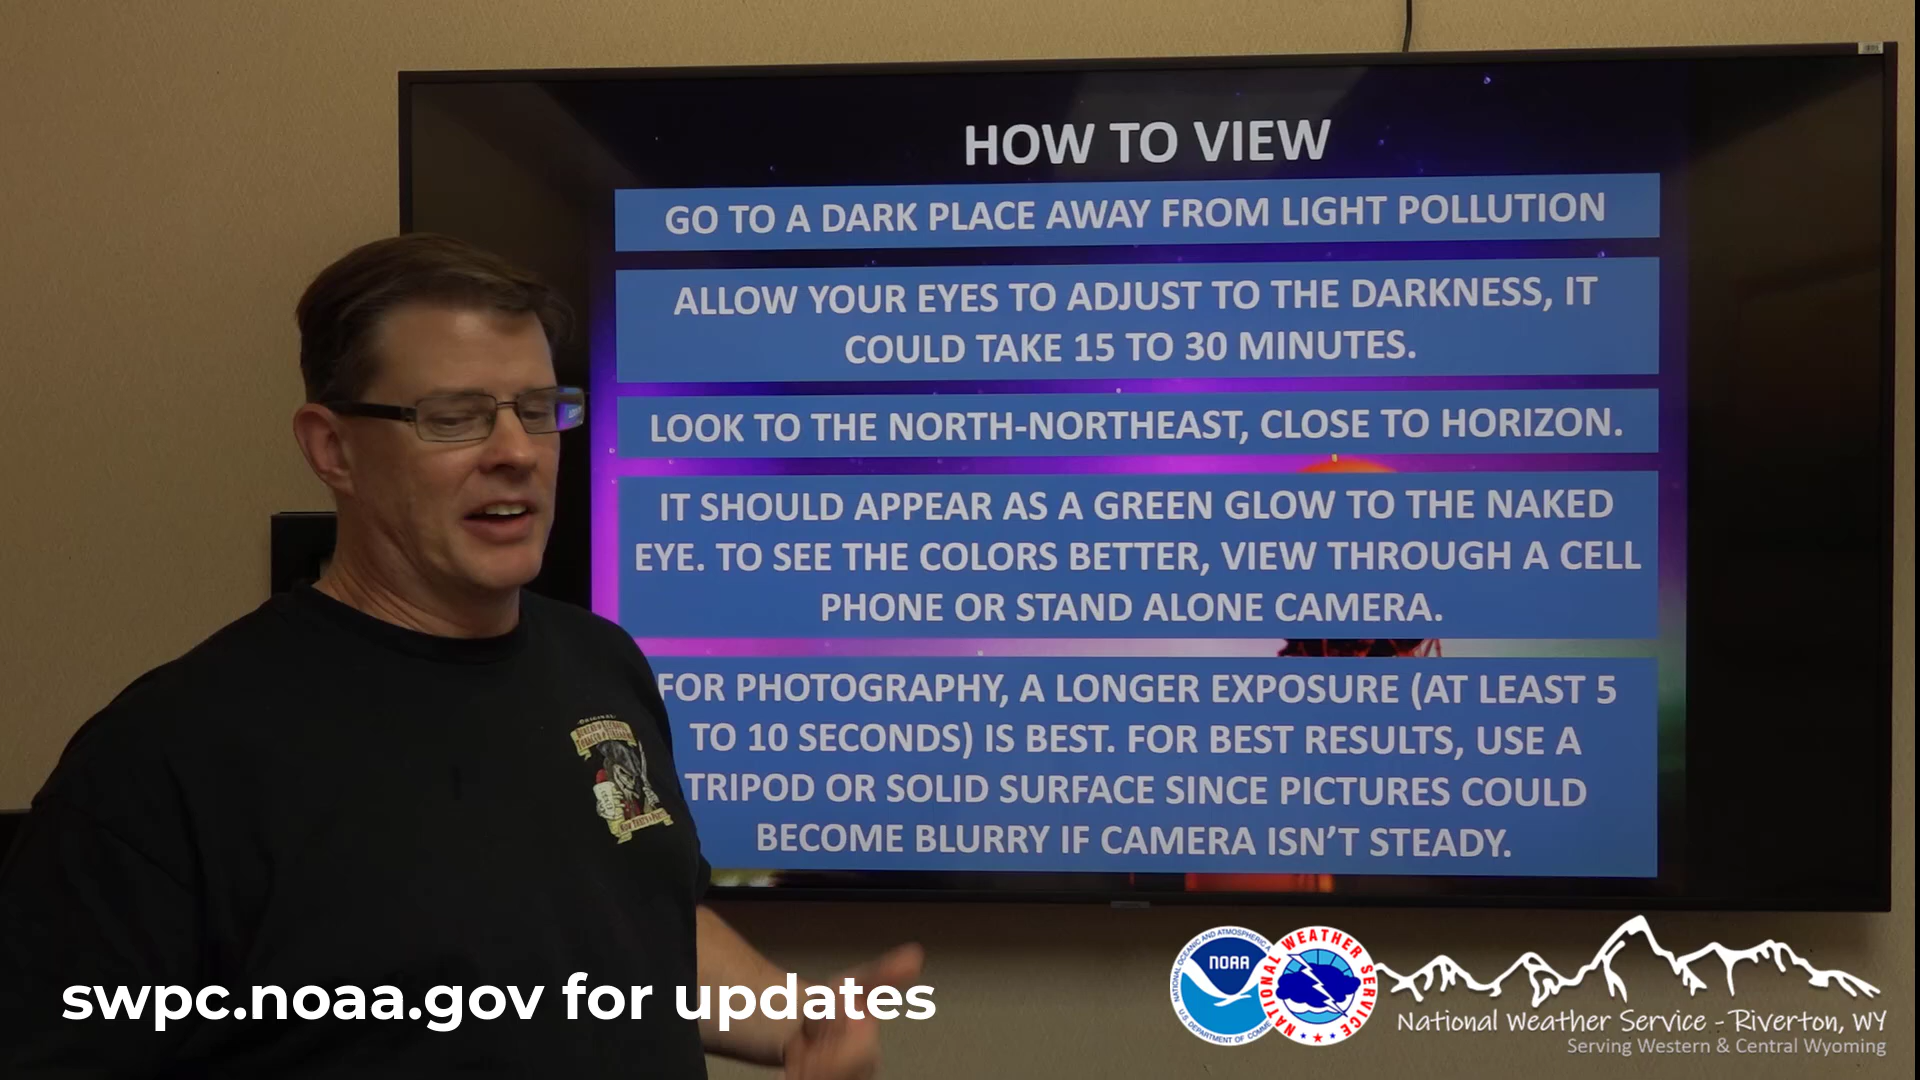 HOW TO VIEW
GO TO A DARK PLACE AWAY FROM LIGHT POLLUTION
ALLOW YOUR EYES TO ADJUST TO THE DARKNESS, IT
COULD TAKE 15 TO 30 MINUTES.
LOOK TO THE NORTH-NORTHEAST, CLOSE TO HORIZON.
IT SHOULD APPEAR AS A GREEN GLOW TO THE NAKED
EYE. TO SEE THE COLORS BETTER, VIEW THROUGH A CELL
PHONE OR STAND ALONE CAMERA.
FOR PHOTOGRAPHY, A LONGER EXPOSURE (AT LEAST 5
TO 10 SECONDS) IS BEST. FOR BEST RESULTS, USE A
TRIPOD OR SOLID SURFACE SINCE PICTURES COULD
BECOME BLURRY IF CAMERA ISN'T STEADY.
swpc.noaa.gov for updates
NOAA
NATIONAL WEATHER SERVICE
National Weather Service - Riverton, WY
Serving Western & Central Wyoming